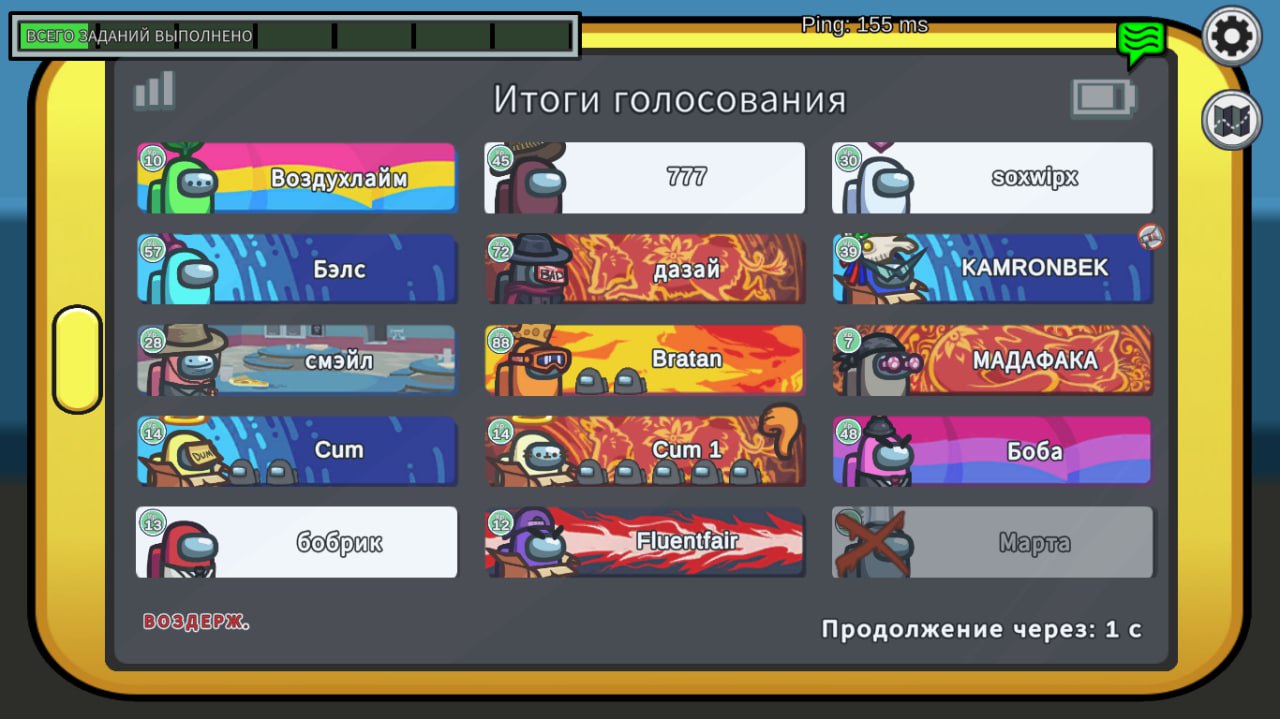 ВСЕГО ЗАДАНИЙ ВЫПОЛНЕНО
Ping: 155 ms
Итоги голосования
10
Воздухлайм
45
777
30
soxwipx
57
Бэлс
72
дазай
39
KAMRONBEK
28
смэйл
88
Bratan
7
МАДАФАКА
14
Cum
14
Cum 1
48
Боба
13
бобрик
12
Fluentfair
Марта
ВОЗДЕРЖ.
Продолжение через: 1 с